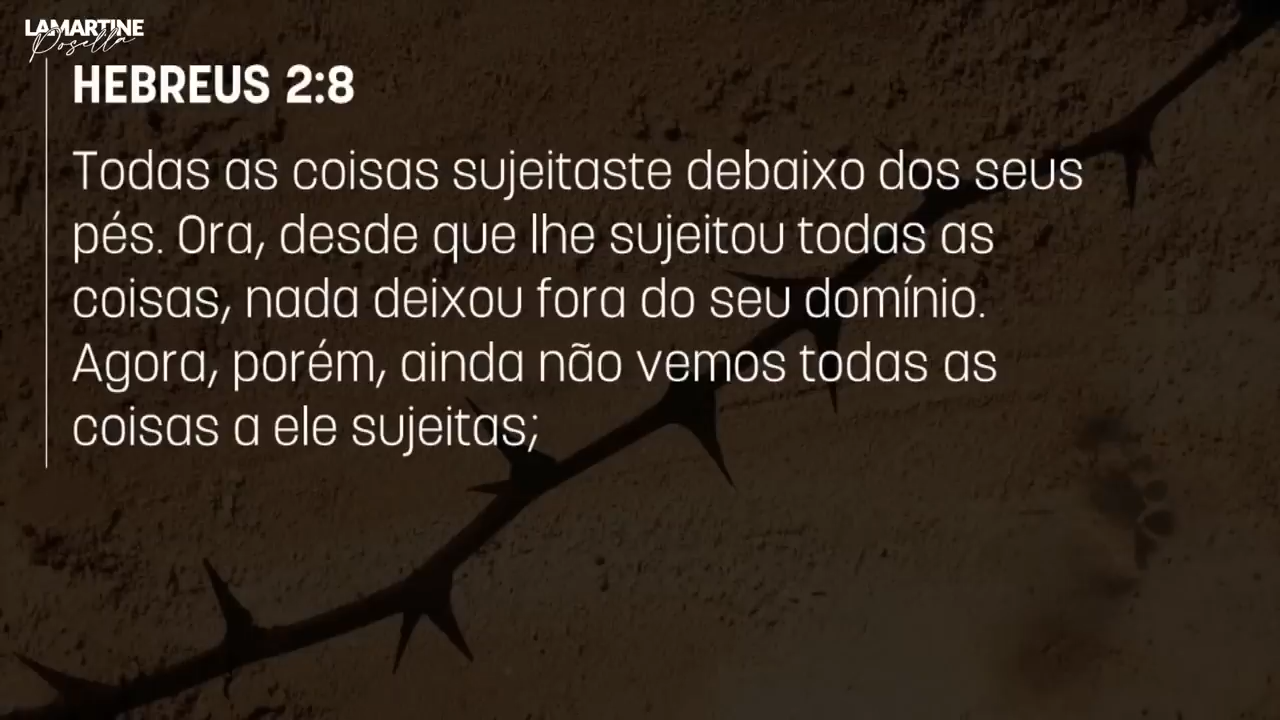 LAMARTINE
Posella
HEBREUS 2:8
Todas as coisas sujeitaste debaixo dos seus
pés. Ora, desde que lhe sujeitou todas as
coisas, nada deixou fora do seu domínio.
Agora, porém, ainda não vemos todas as
coisas a ele sujeitas;